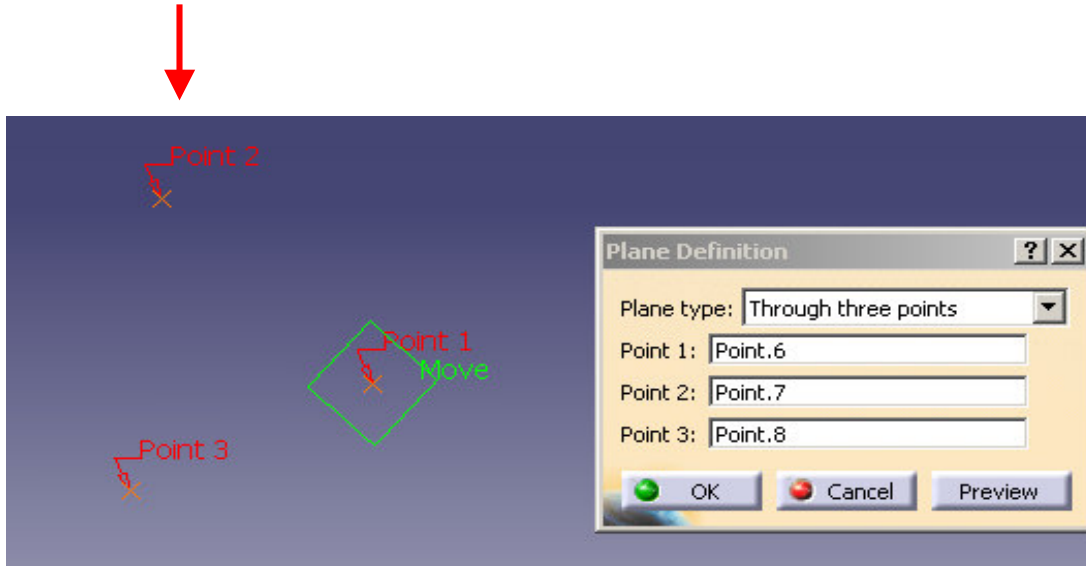 Point 2
Point 1
Move
Point 3
Plane Definition
Plane type: Through three points
Point 1: Point.6
Point 2: Point.7
Point 3: Point.8
OK Cancel Preview